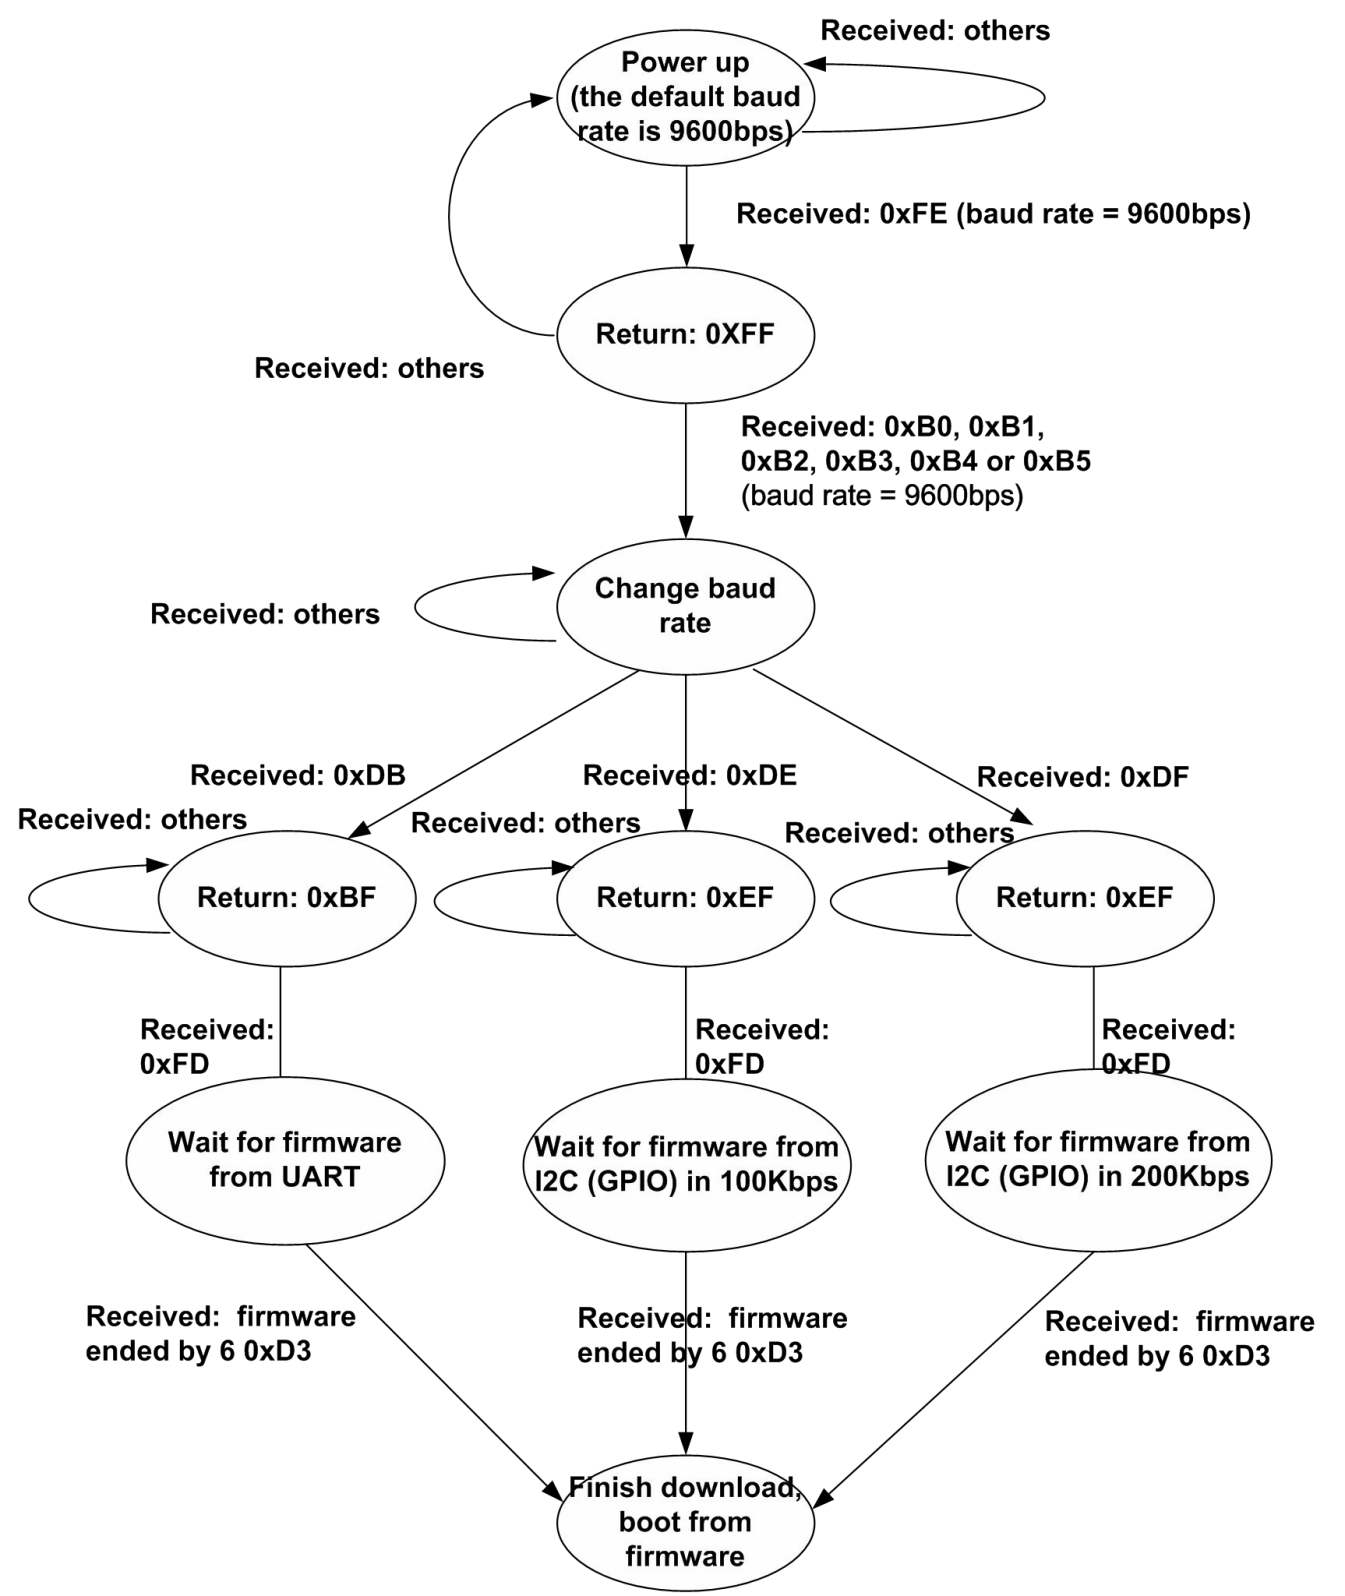 Received: others
Power up
(the default baud
rate is 9600bps)
Received: 0xFE (baud rate = 9600bps)
Return: 0XFF
Received: others
Received: 0xB0, 0xB1,
0xB2, 0xB3, 0xB4 or 0xB5
(baud rate = 9600bps)
Change baud
rate
Received: others
Received: 0xDB
Received: 0xDE
Received: 0xDF
Received: others
Received: others
Received: others
Return: 0xBF
Return: 0xEF
Return: 0xEF
Received:
0xFD
Received:
0xFD
Received:
0xFD
Wait for firmware
from UART
Wait for firmware from
I2C (GPIO) in 100Kbps
Wait for firmware from
I2C (GPIO) in 200Kbps
Received:  firmware
ended by 6 0xD3
Received:  firmware
ended by 6 0xD3
Received:  firmware
ended by 6 0xD3
Finish download,
boot from
firmware